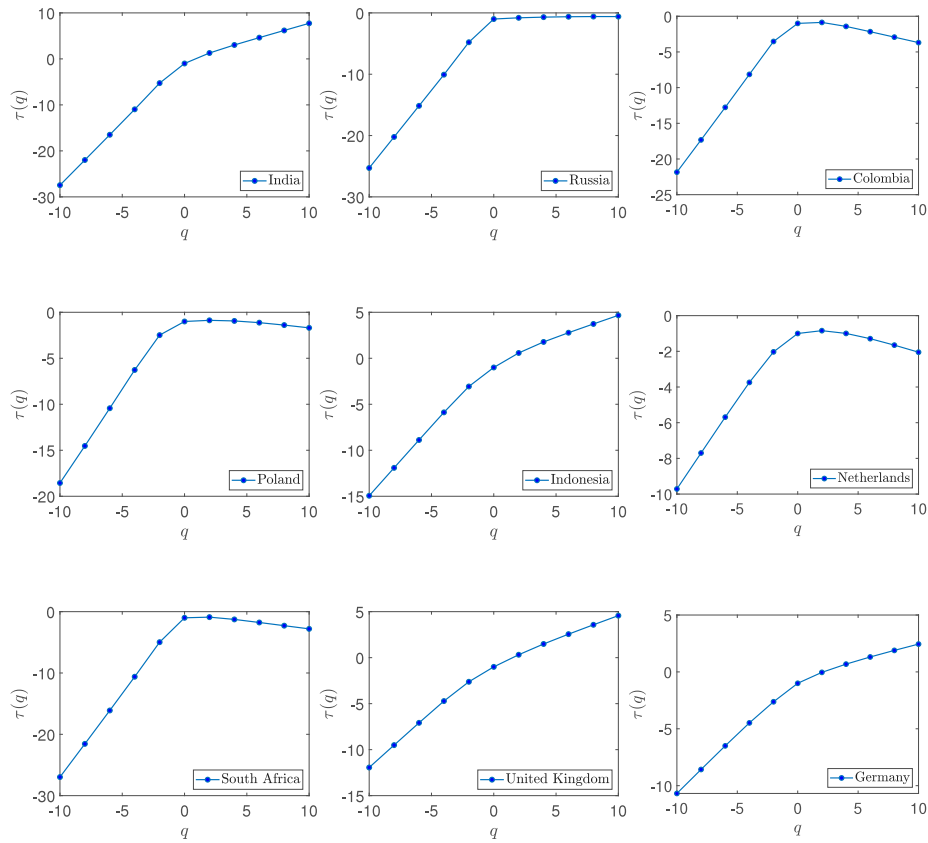 10
0
-10
-20
-30
τ(q)
-10 -5 0 5 10
q
India
0
-10
-20
-30
τ(q)
-10 -5 0 5 10
q
Russia
0
-5
-10
-15
-20
-25
τ(q)
-10 -5 0 5 10
q
Colombia
0
-5
-10
-15
-20
τ(q)
-10 -5 0 5 10
q
Poland
5
0
-5
-10
-15
τ(q)
-10 -5 0 5 10
q
Indonesia
0
-2
-4
-6
-8
-10
τ(q)
-10 -5 0 5 10
q
Netherlands
0
-10
-20
-30
τ(q)
-10 -5 0 5 10
q
South Africa
5
0
-5
-10
-15
τ(q)
-10 -5 0 5 10
q
United Kingdom
5
0
-5
-10
τ(q)
-10 -5 0 5 10
q
Germany